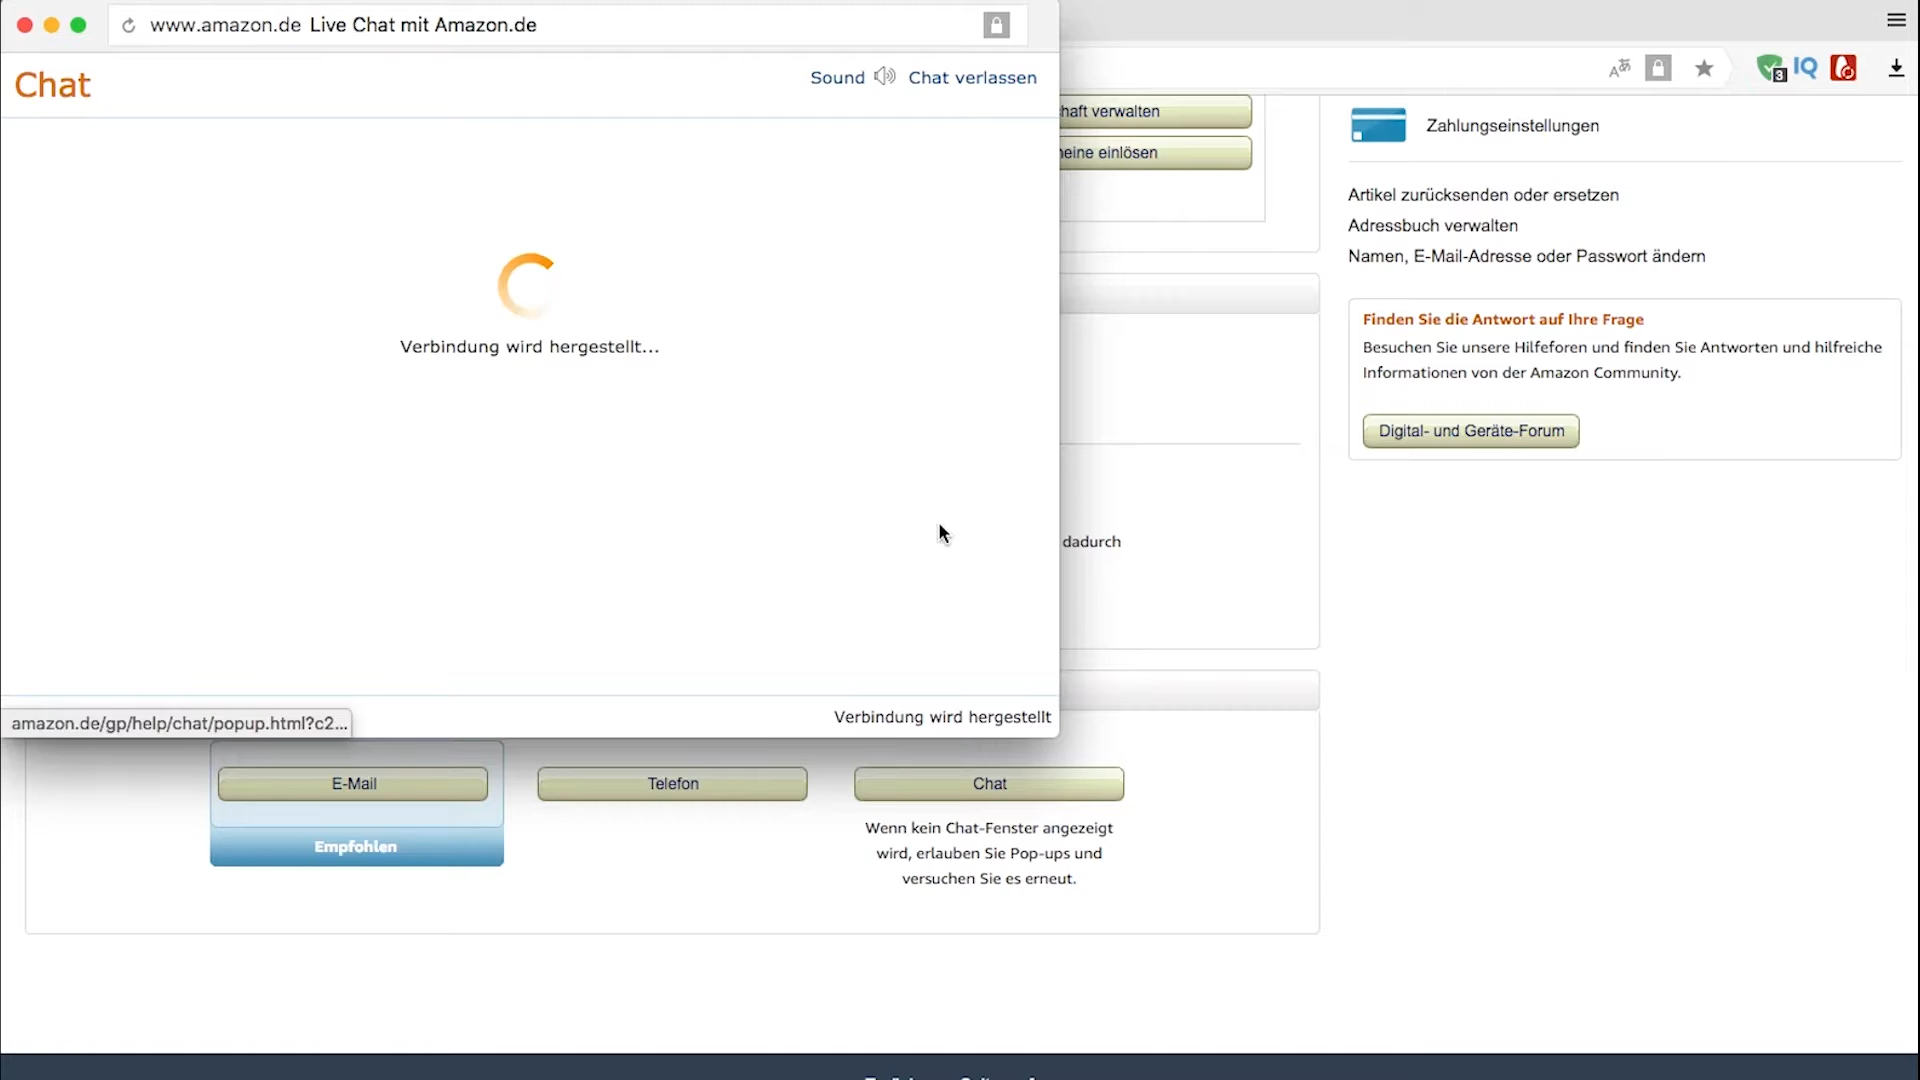 www.amazon.de Live Chat mit Amazon.de
Chat
Sound
Chat verlassen
Verbindung wird hergestellt...
Verbindung wird hergestellt
amazon.de/gp/help/chat/popup.html?c2...
haft verwalten
eine einlösen
dadurch
E-Mail
Empfohlen
Telefon
Chat
Wenn kein Chat-Fenster angezeigt
wird, erlauben Sie Pop-ups und
versuchen Sie es erneut.
3
IQ
Zahlungseinstellungen
Artikel zurücksenden oder ersetzen
Adressbuch verwalten
Namen, E-Mail-Adresse oder Passwort ändern
Finden Sie die Antwort auf Ihre Frage
Besuchen Sie unsere Hilfeforen und finden Sie Antworten und hilfreiche
Informationen von der Amazon Community.
Digital- und Geräte-Forum